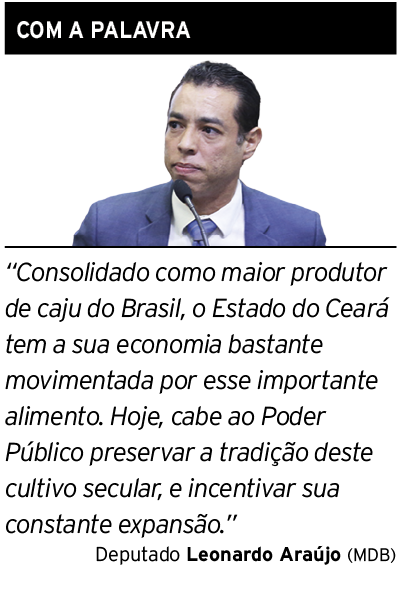 COM A PALAVRA
“Consolidado como maior produtor
de caju do Brasil, o Estado do Ceará
tem a sua economia bastante
movimentada por esse importante
alimento. Hoje, cabe ao Poder
Público preservar a tradição deste
cultivo secular, e incentivar sua
constante expansão.”
Deputado Leonardo Araújo (MDB)